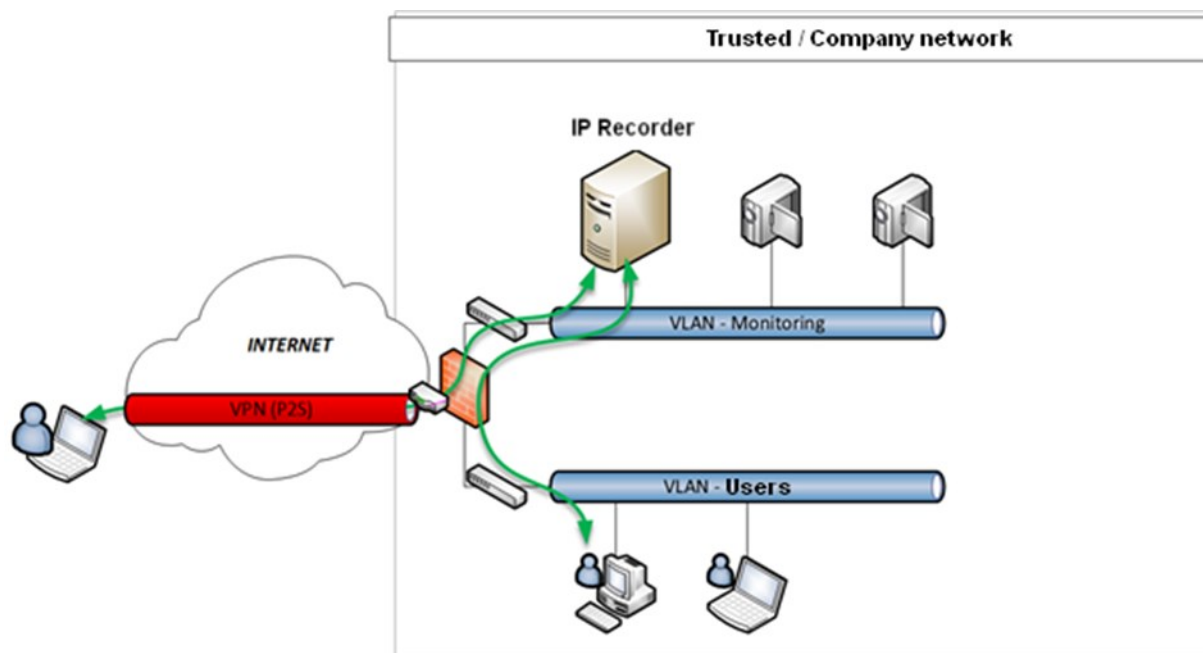 Trusted / Company network
IP Recorder
VLAN - Monitoring
INTERNET
VPN (P2S)
VLAN - Users